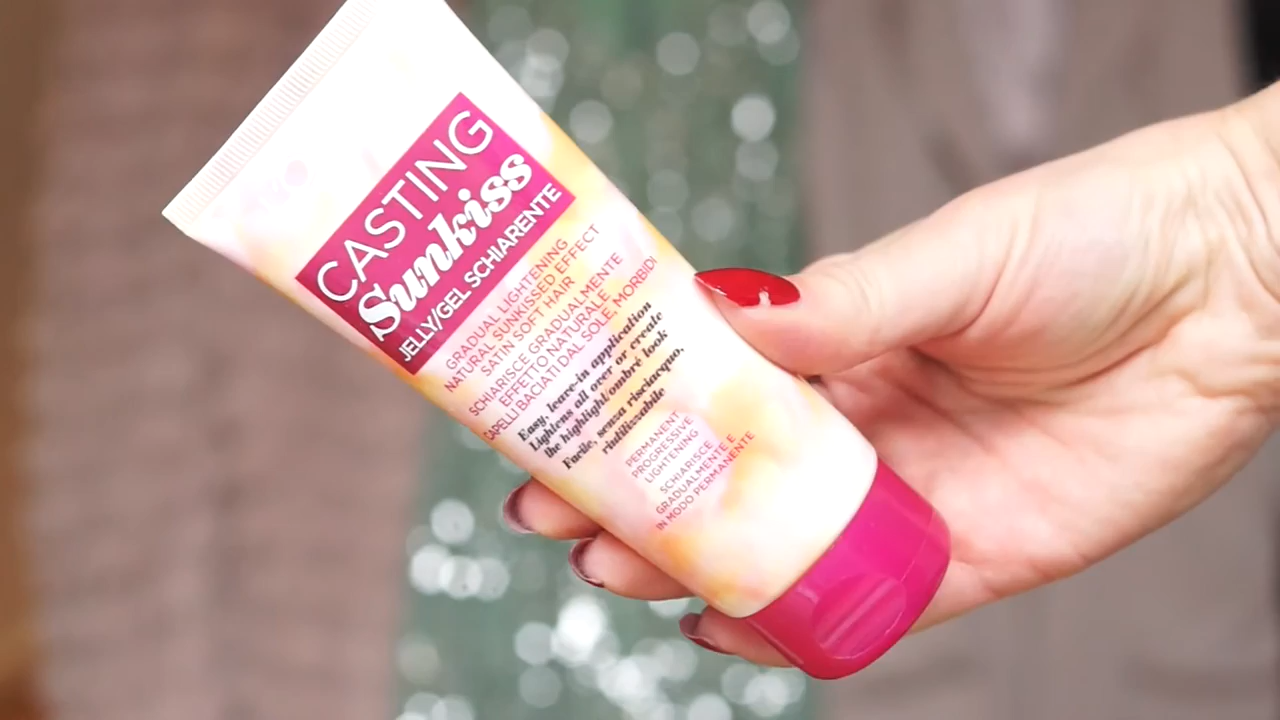 CASTING
Sunkiss
JELLY/GEL SCHIARENTE
GRADUAL LIGHTENING
NATURAL SUNKISSED EFFECT
SATIN SOFT HAIR
SCHIARISCE GRADUALMENTE
EFFETTO NATURALE
CAPELLI BACIATI DAL SOLE, MORBIDI
Easy, leave-in application
Lightens all over or create
the highlight/ombré look
Facile, senza risciacquo,
riutilizzabile
PERMANENT
PROGRESSIVE
LIGHTENING
SCHIARISCE
GRADUALMENTE E
IN MODO PERMANENTE